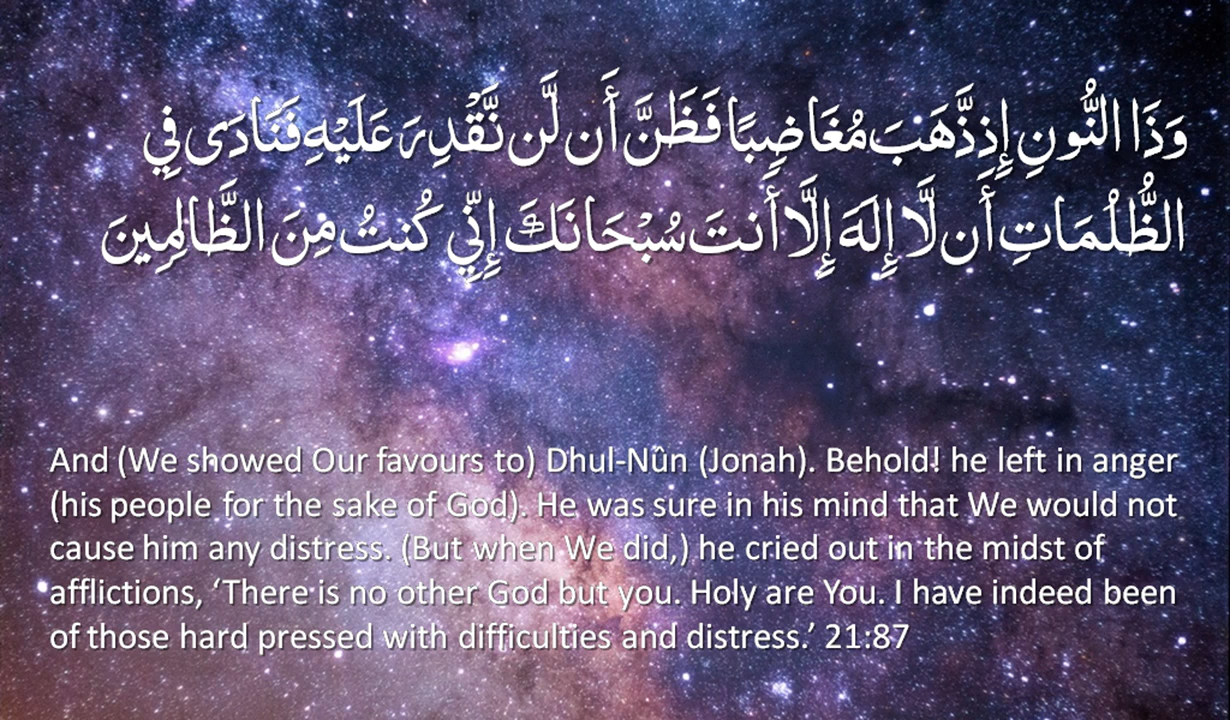 وَذَا النُّونِ إِذ ذَّهَبَ مُغَاضِبًا فَظَنَّ أَن لَّن نَّقْدِرَ عَلَيْهِ فَنَادَى فِي
الظُّلُمَاتِ أَن لَّا إِلَهَ إِلَّا أَنتَ سُبْحَانَكَ إِنِّي كُنتُ مِنَ الظَّالِمِينَ
And (We showed Our favours to) Dhul-Nûn (Jonah). Behold! he left in anger
(his people for the sake of God). He was sure in his mind that We would not
cause him any distress. (But when We did,) he cried out in the midst of
afflictions, ‘There is no other God but you. Holy are You. I have indeed been
of those hard pressed with difficulties and distress.’ 21:87